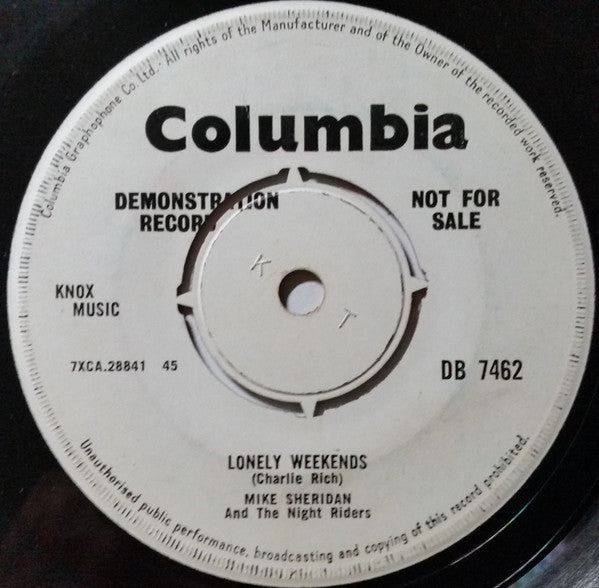 Columbia Graphophone Co. Ltd. - All rights of the Manufacturer and of the Owner of the recorded work reserved.
Columbia
DEMONSTRATION
RECORD
NOT FOR
SALE
K T
KNOX
MUSIC
7XCA.28841 45
DB 7462
LONELY WEEKENDS
(Charlie Rich)
MIKE SHERIDAN
And The Night Riders
Unauthorised public performance, broadcasting and copying of this record prohibited.